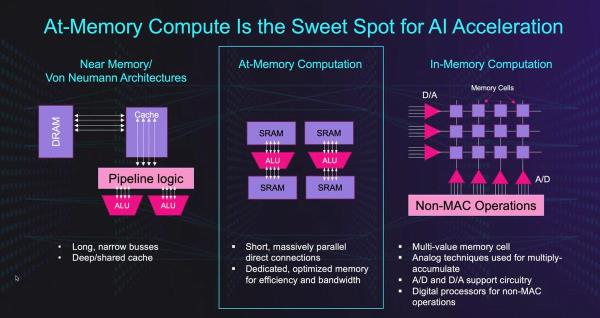 At-Memory Compute Is the Sweet Spot for AI Acceleration
Near Memory/
Von Neumann Architectures
DRAM
Cache
Pipeline logic
ALU
ALU
• Long, narrow busses
• Deep/shared cache
At-Memory Computation
SRAM
SRAM
ALU
ALU
SRAM
SRAM
▪ Short, massively parallel
direct connections
▪ Dedicated, optimized memory
for efficiency and bandwidth
In-Memory Computation
Memory Cells
D/A
A/D
Non-MAC Operations
▪ Multi-value memory cell
▪ Analog techniques used for multiply-
accumulate
▪ A/D and D/A support circuitry
▪ Digital processors for non-MAC
operations